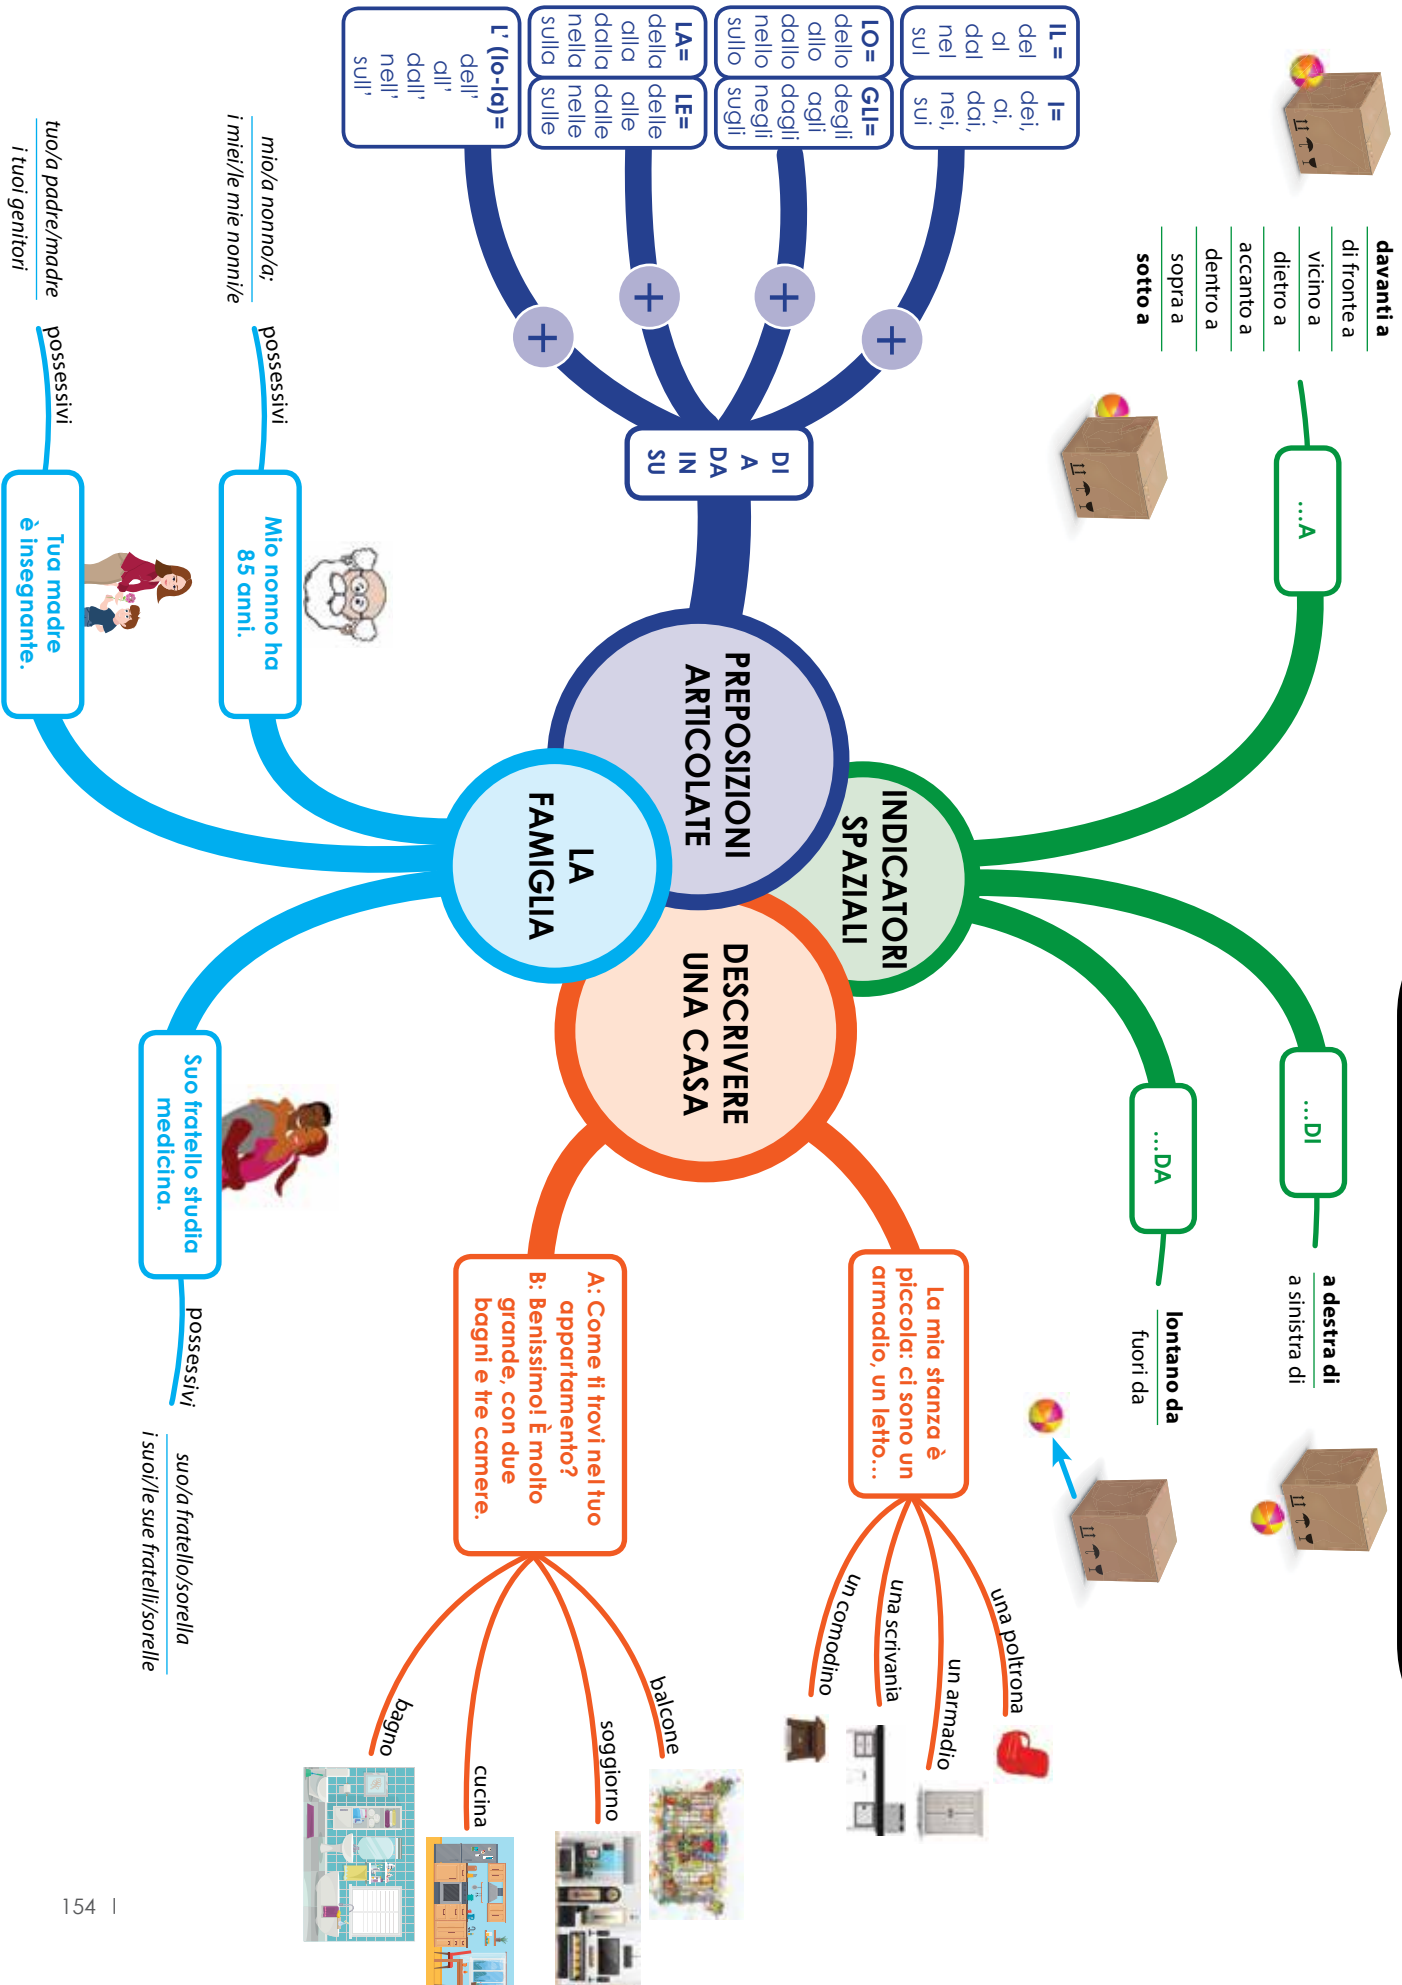 davanti a
di fronte a
vicino a
dietro a
accanto a
dentro a
sopra a
sotto a
....A
....DI
a destra di
a sinistra di
....DA
lontano da
fuori da
INDICATORI
SPAZIALI
IL =
del
al
dal
nel
sul
I=
dei,
ai,
dai,
nei,
sui
LO=
dello
allo
dallo
nello
sullo
GLI=
degli
agli
dagli
negli
sugli
LA=
della
alla
dalla
nella
sulla
LE=
delle
alle
dalle
nelle
sulle
L' (lo-la)=
dell'
all'
dall'
nell'
sull'
+
+
+
+
DI
A
DA
IN
SU
PREPOSIZIONI
ARTICOLATE
DESCRIVERE
UNA CASA
La mia stanza è
piccola: ci sono un
armadio, un letto...
una poltrona
un armadio
una scrivania
un comodino
A: Come ti trovi nel tuo
appartamento?
B: Benissimo! È molto
grande, con due
bagni e tre camere.
balcone
soggiorno
cucina
bagno
LA
FAMIGLIA
mio/a nonno/a;
i miei/le mie nonni/e
possessivi
Mio nonno ha
85 anni.
tuo/a padre/madre
i tuoi genitori
possessivi
Tua madre
è insegnante.
Suo fratello studia
medicina.
possessivi
suo/a fratello/sorella
i suoi/le sue fratelli/sorelle
154 |